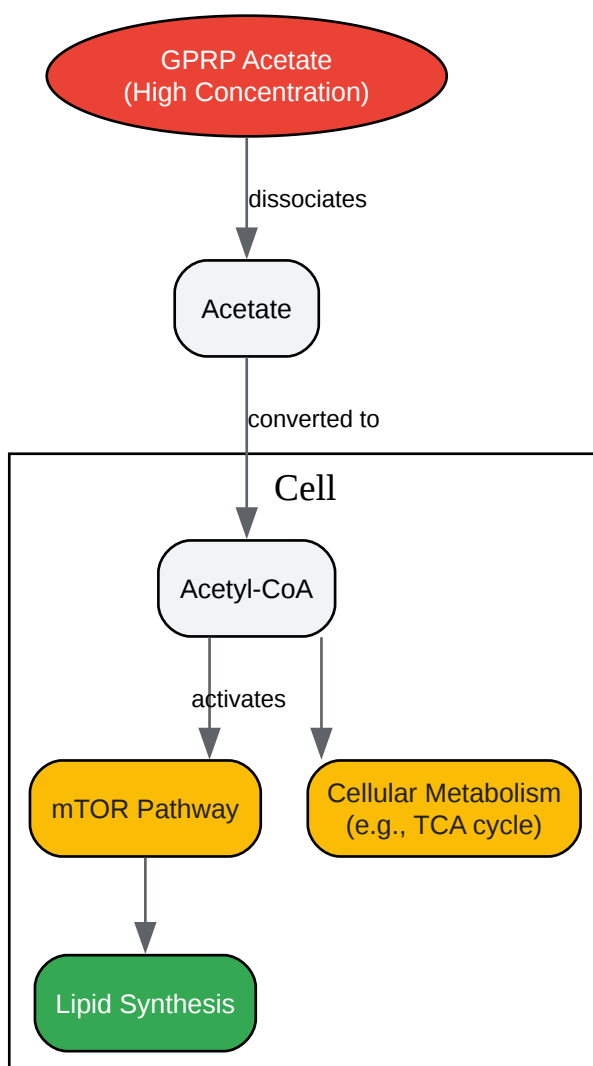 GPRP Acetate
(High Concentration)
dissociates
Acetate
converted to
Cell
Acetyl-CoA
activates
mTOR Pathway
Cellular Metabolism
(e.g., TCA cycle)
Lipid Synthesis